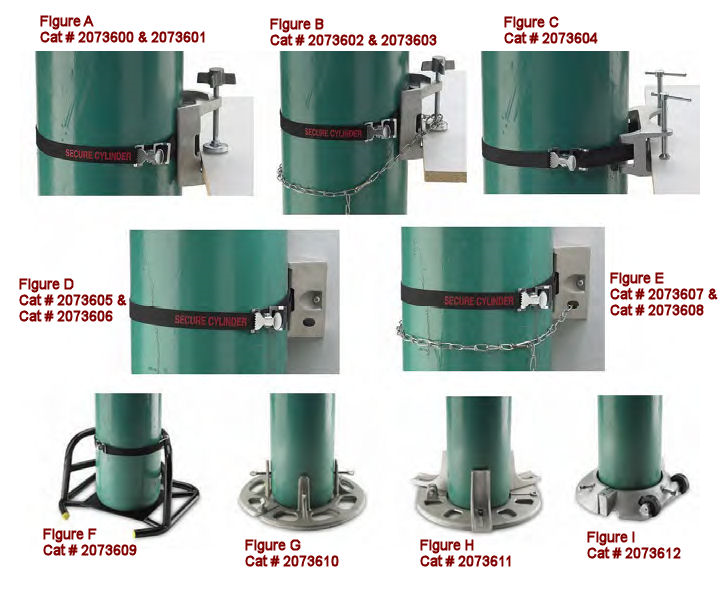 Figure A
Cat # 2073600 & 2073601
Figure B
Cat # 2073602 & 2073603
Figure C
Cat # 2073604
SECURE CYLINDER
SECURE CYLINDER
Figure D
Cat # 2073605 &
Cat # 2073606
SECURE CYLINDER
SECURE CYLINDER
Figure E
Cat # 2073607 &
Cat # 2073608
Figure F
Cat # 2073609
Figure G
Cat # 2073610
Figure H
Cat # 2073611
Figure I
Cat # 2073612